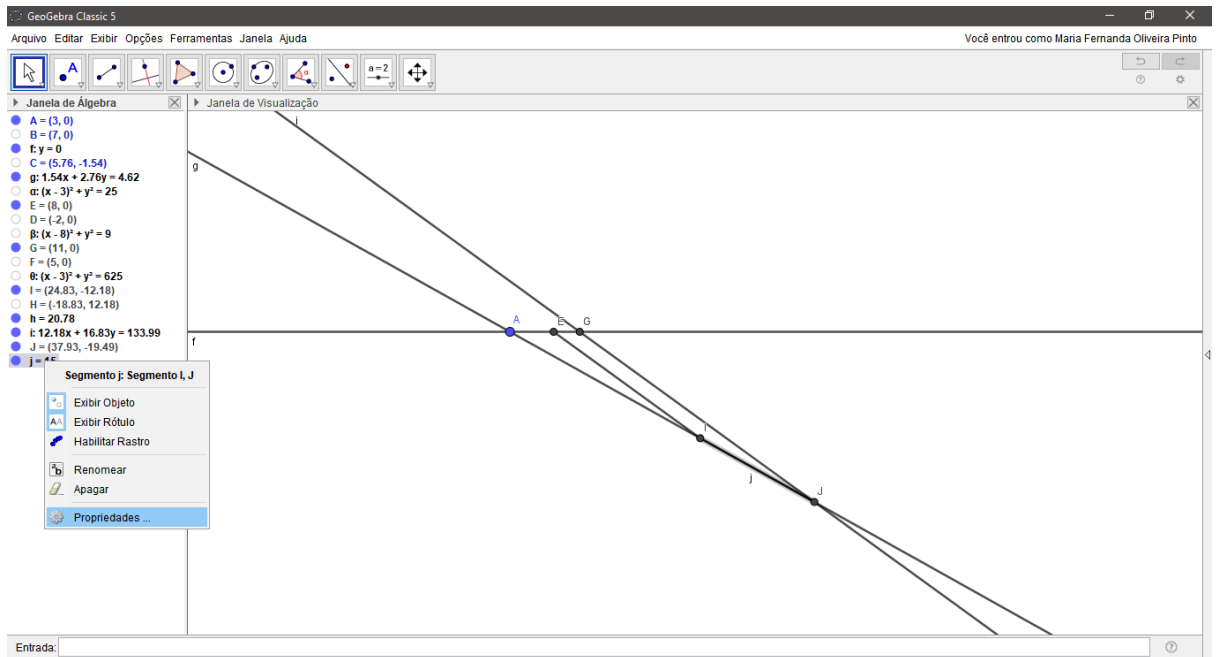 GeoGebra Classic 5
Arquivo Editar Exibir Opções Ferramentas Janela Ajuda
Você entrou como Maria Fernanda Oliveira Pinto
A
a=2
Janela de Álgebra
Janela de Visualização
A = (3, 0)
B = (7, 0)
f: y = 0
C = (5.76, -1.54)
g: 1.54x + 2.76y = 4.62
α: (x - 3)² + y² = 25
E = (8, 0)
D = (-2, 0)
β: (x - 8)² + y² = 9
G = (11, 0)
F = (5, 0)
θ: (x - 3)² + y² = 625
I = (24.83, -12.18)
H = (-18.83, 12.18)
h = 20.78
i: 12.18x + 16.83y = 133.99
J = (37.93, -19.49)
j = 15
Segmento j: Segmento I, J
Exibir Objeto
AA Exibir Rótulo
Habilitar Rastro
ab Renomear
Apagar
Propriedades ...
i
g
A
E
G
f
I
j
J
Entrada: